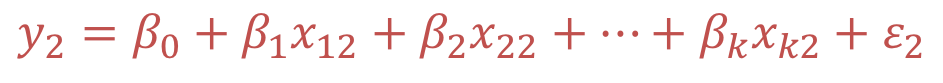 y₂ = β₀ + β₁x₁₂ + β₂x₂₂ + ⋯ + βₖxₖ₂ + ε₂